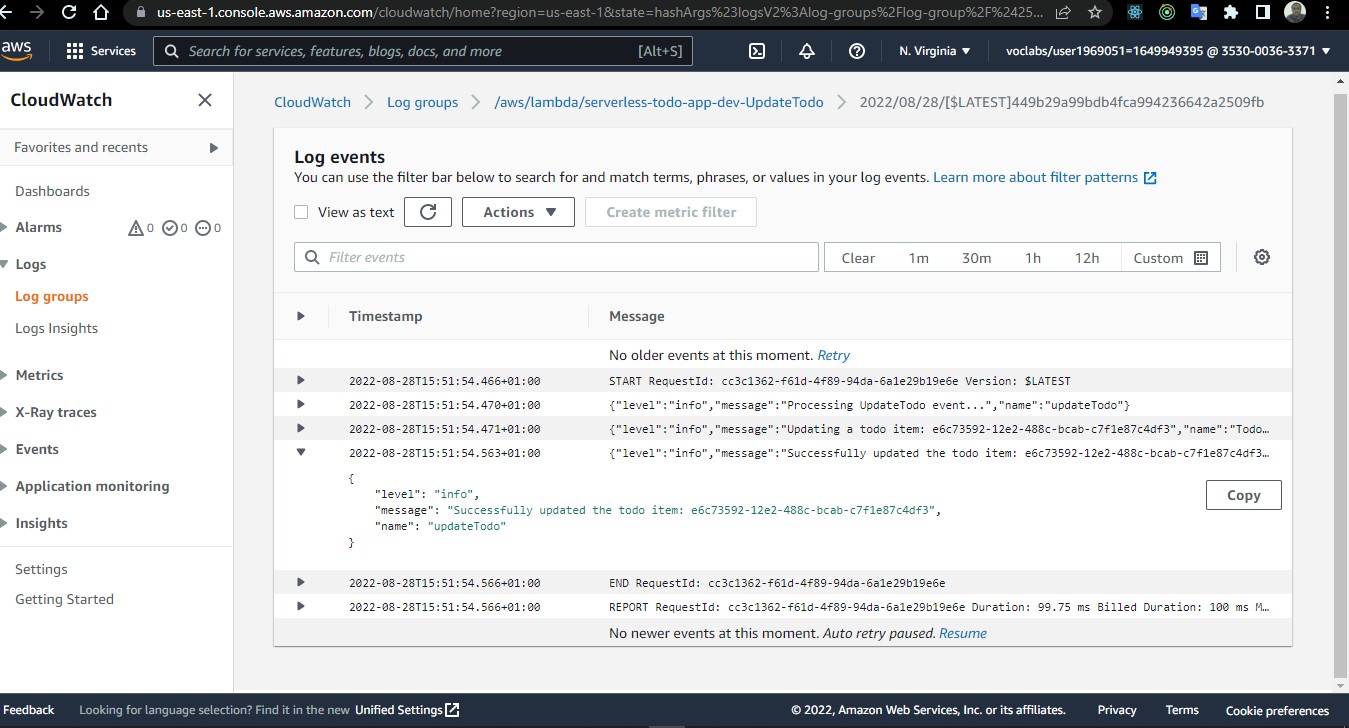 us-east-1.console.aws.amazon.com/cloudwatch/home?region=us-east-1&state=hashArgs%23logsV2%3Alog-groups%2Flog-group%2F%2425...
aws Services Search for services, features, blogs, docs, and more [Alt+S] N. Virginia ▼ voclabs/user1969051=1649949395 @ 3530-0036-3371 ▼
CloudWatch
Favorites and recents
Dashboards
Alarms 0 0 0
Logs
Log groups
Logs Insights
Metrics
X-Ray traces
Events
Application monitoring
Insights
Settings
Getting Started
CloudWatch > Log groups > /aws/lambda/serverless-todo-app-dev-UpdateTodo > 2022/08/28/[$LATEST]449b29a99bdb4fca994236642a2509fb
Log events
You can use the filter bar below to search for and match terms, phrases, or values in your log events. Learn more about filter patterns
View as text Actions ▼ Create metric filter
Filter events Clear 1m 30m 1h 12h Custom
Timestamp Message
No older events at this moment. Retry
2022-08-28T15:51:54.466+01:00 START RequestId: cc3c1362-f61d-4f89-94da-6a1e29b19e6e Version: $LATEST
2022-08-28T15:51:54.470+01:00 {"level":"info","message":"Processing UpdateTodo event...","name":"updateTodo"}
2022-08-28T15:51:54.471+01:00 {"level":"info","message":"Updating a todo item: e6c73592-12e2-488c-bcab-c7f1e87c4df3","name":"Todo…
2022-08-28T15:51:54.563+01:00 {"level":"info","message":"Successfully updated the todo item: e6c73592-12e2-488c-bcab-c7f1e87c4df3…
{
"level": "info",
"message": "Successfully updated the todo item: e6c73592-12e2-488c-bcab-c7f1e87c4df3",
"name": "updateTodo"
}
Copy
2022-08-28T15:51:54.566+01:00 END RequestId: cc3c1362-f61d-4f89-94da-6a1e29b19e6e
2022-08-28T15:51:54.566+01:00 REPORT RequestId: cc3c1362-f61d-4f89-94da-6a1e29b19e6e Duration: 99.75 ms Billed Duration: 100 ms M…
No newer events at this moment. Auto retry paused. Resume
Feedback Looking for language selection? Find it in the new Unified Settings © 2022, Amazon Web Services, Inc. or its affiliates. Privacy Terms Cookie preferences